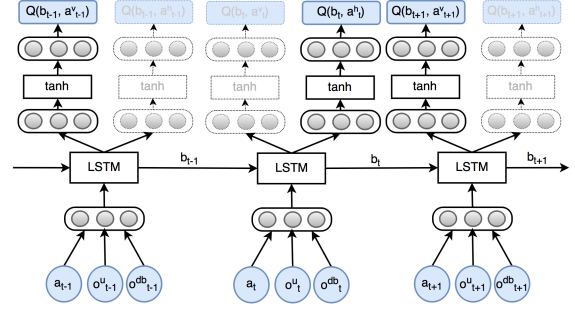 Q(b_{t-1}, a^v_{t-1}) Q(b_{t-1}, a^h_{t-1}) Q(b_t, a^v_t) Q(b_t, a^h_t) Q(b_{t+1}, a^v_{t+1}) Q(b_{t+1}, a^h_{t+1})
tanh tanh tanh tanh tanh tanh
LSTM b_{t-1} LSTM b_t LSTM b_{t+1}
a_{t-1} o^u_{t-1} o^{db}_{t-1} a_t o^u_t o^{db}_t a_{t+1} o^u_{t+1} o^{db}_{t+1}